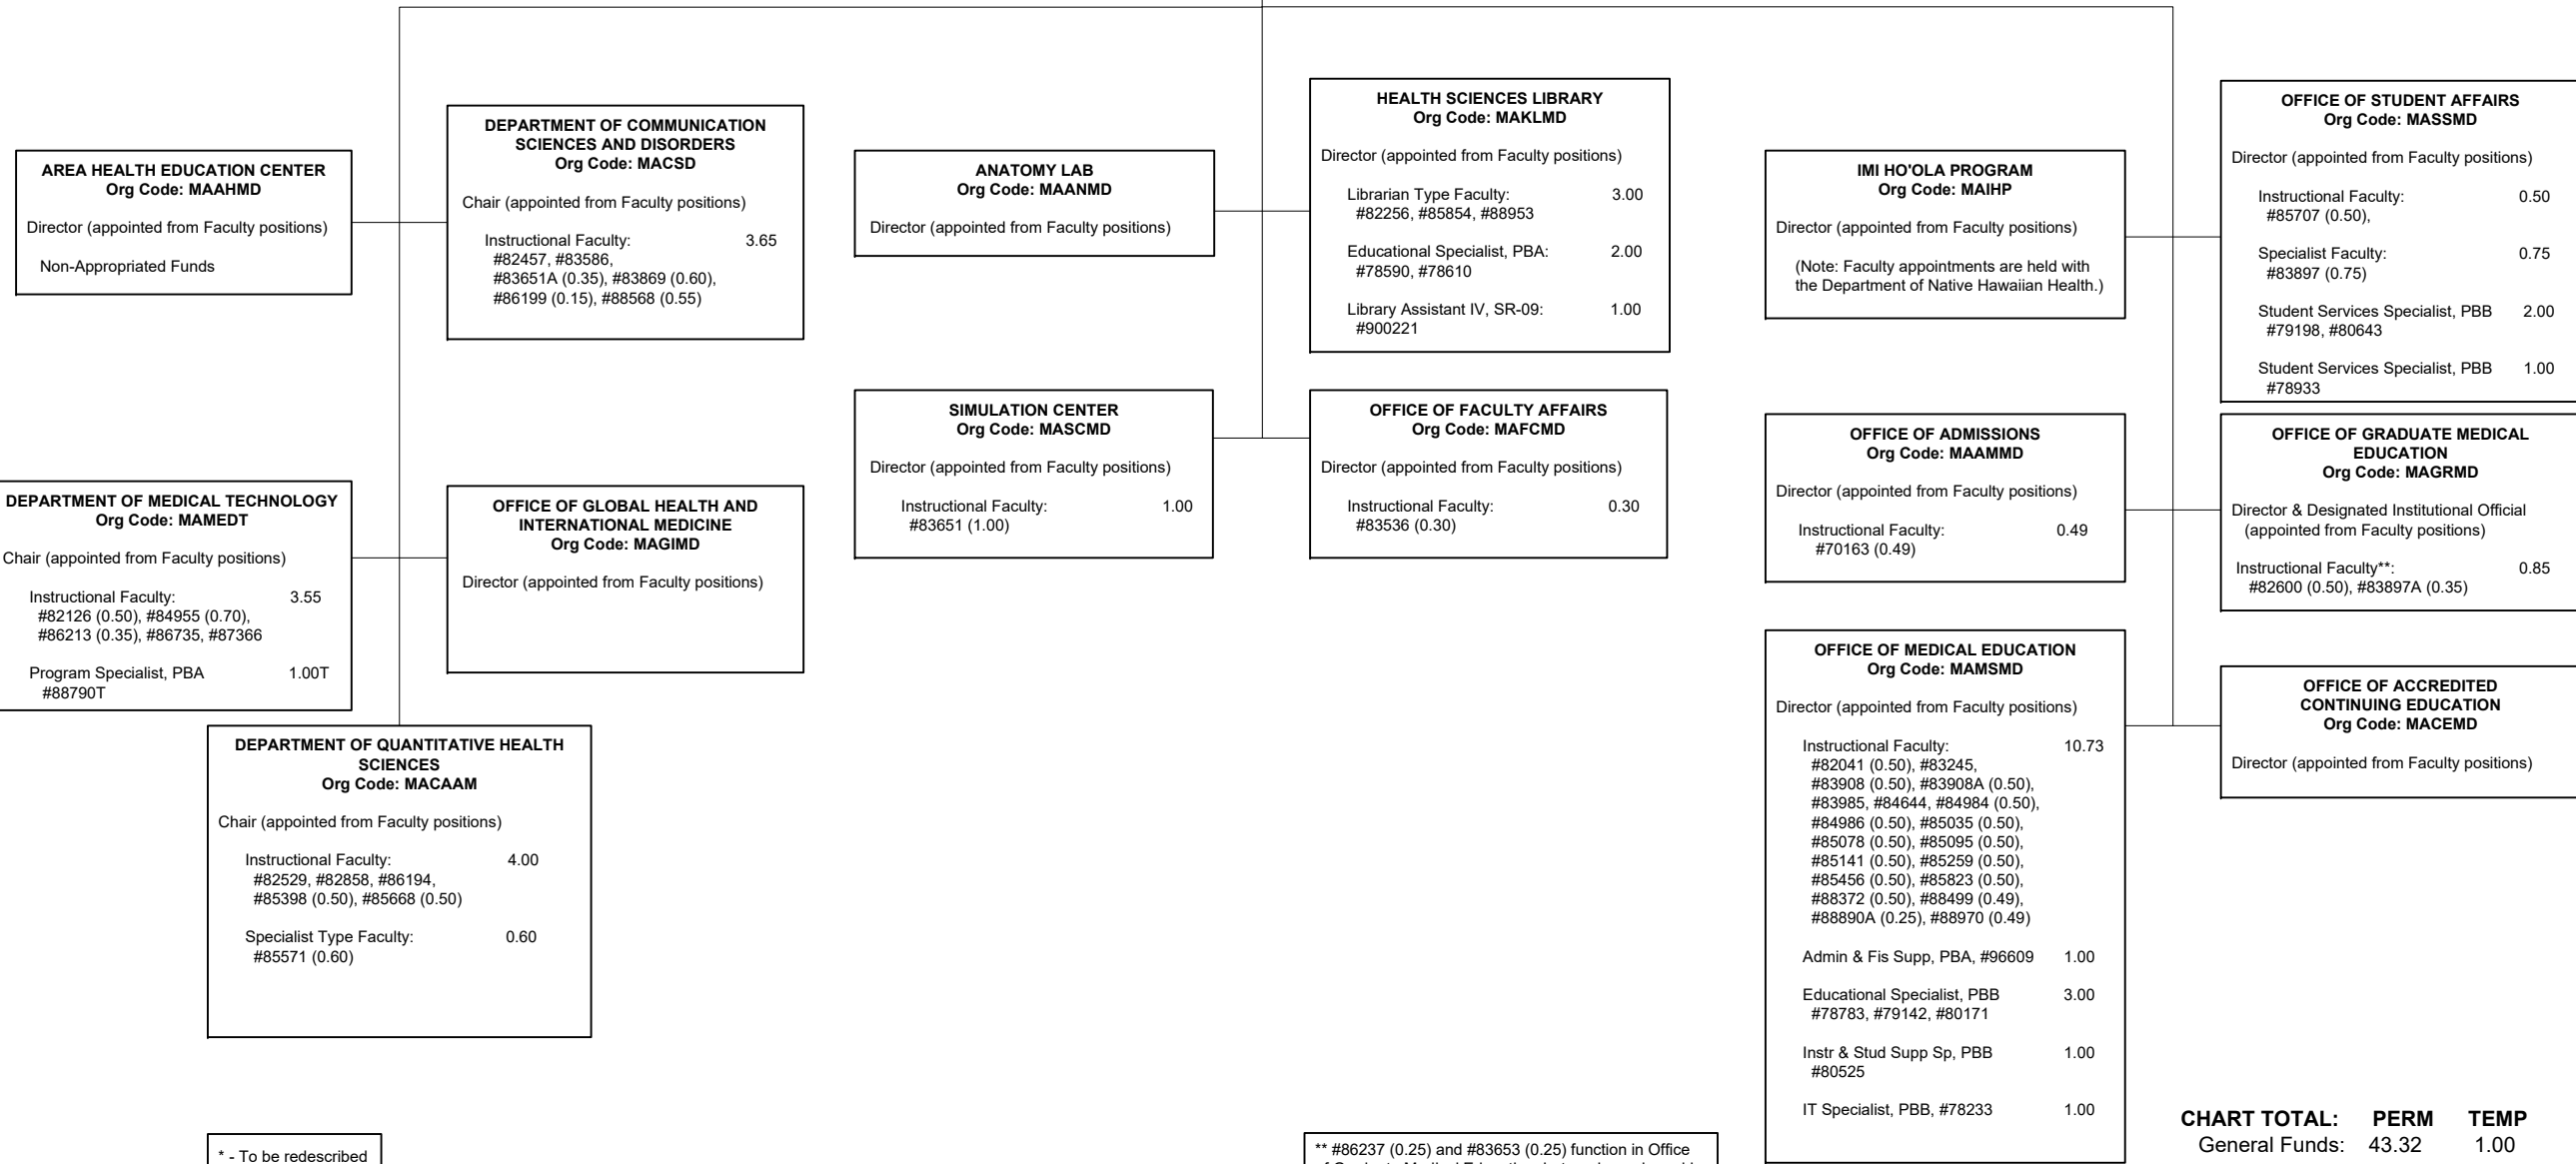 AREA HEALTH EDUCATION CENTER
Org Code: MAAHMD
Director (appointed from Faculty positions)
Non-Appropriated Funds
DEPARTMENT OF COMMUNICATION
SCIENCES AND DISORDERS
Org Code: MACSD
Chair (appointed from Faculty positions)
Instructional Faculty: 3.65
#82457, #83586,
#83651A (0.35), #83869 (0.60),
#86199 (0.15), #88568 (0.55)
ANATOMY LAB
Org Code: MAANMD
Director (appointed from Faculty positions)
HEALTH SCIENCES LIBRARY
Org Code: MAKLMD
Director (appointed from Faculty positions)
Librarian Type Faculty: 3.00
#82256, #85854, #88953
Educational Specialist, PBA: 2.00
#78590, #78610
Library Assistant IV, SR-09: 1.00
#900221
IMI HO'OLA PROGRAM
Org Code: MAIHP
Director (appointed from Faculty positions)
(Note: Faculty appointments are held with
the Department of Native Hawaiian Health.)
OFFICE OF STUDENT AFFAIRS
Org Code: MASSMD
Director (appointed from Faculty positions)
Instructional Faculty: 0.50
#85707 (0.50),
Specialist Faculty: 0.75
#83897 (0.75)
Student Services Specialist, PBB 2.00
#79198, #80643
Student Services Specialist, PBB 1.00
#78933
DEPARTMENT OF MEDICAL TECHNOLOGY
Org Code: MAMEDT
Chair (appointed from Faculty positions)
Instructional Faculty: 3.55
#82126 (0.50), #84955 (0.70),
#86213 (0.35), #86735, #87366
Program Specialist, PBA 1.00T
#88790T
OFFICE OF GLOBAL HEALTH AND
INTERNATIONAL MEDICINE
Org Code: MAGIMD
Director (appointed from Faculty positions)
SIMULATION CENTER
Org Code: MASCMD
Director (appointed from Faculty positions)
Instructional Faculty: 1.00
#83651 (1.00)
OFFICE OF FACULTY AFFAIRS
Org Code: MAFCMD
Director (appointed from Faculty positions)
Instructional Faculty: 0.30
#83536 (0.30)
OFFICE OF ADMISSIONS
Org Code: MAAMMD
Director (appointed from Faculty positions)
Instructional Faculty: 0.49
#70163 (0.49)
OFFICE OF GRADUATE MEDICAL
EDUCATION
Org Code: MAGRMD
Director & Designated Institutional Official
(appointed from Faculty positions)
Instructional Faculty**: 0.85
#82600 (0.50), #83897A (0.35)
DEPARTMENT OF QUANTITATIVE HEALTH
SCIENCES
Org Code: MACAAM
Chair (appointed from Faculty positions)
Instructional Faculty: 4.00
#82529, #82858, #86194,
#85398 (0.50), #85668 (0.50)
Specialist Type Faculty: 0.60
#85571 (0.60)
OFFICE OF MEDICAL EDUCATION
Org Code: MAMSMD
Director (appointed from Faculty positions)
Instructional Faculty: 10.73
#82041 (0.50), #83245,
#83908 (0.50), #83908A (0.50),
#83985, #84644, #84984 (0.50),
#84986 (0.50), #85035 (0.50),
#85078 (0.50), #85095 (0.50),
#85141 (0.50), #85259 (0.50),
#85456 (0.50), #85823 (0.50),
#88372 (0.50), #88499 (0.49),
#88890A (0.25), #88970 (0.49)
Admin & Fis Supp, PBA, #96609 1.00
Educational Specialist, PBB 3.00
#78783, #79142, #80171
Instr & Stud Supp Sp, PBB 1.00
#80525
IT Specialist, PBB, #78233 1.00
OFFICE OF ACCREDITED
CONTINUING EDUCATION
Org Code: MACEMD
Director (appointed from Faculty positions)
* - To be redescribed
** #86237 (0.25) and #83653 (0.25) function in Office
CHART TOTAL: PERM TEMP
General Funds: 43.32 1.00